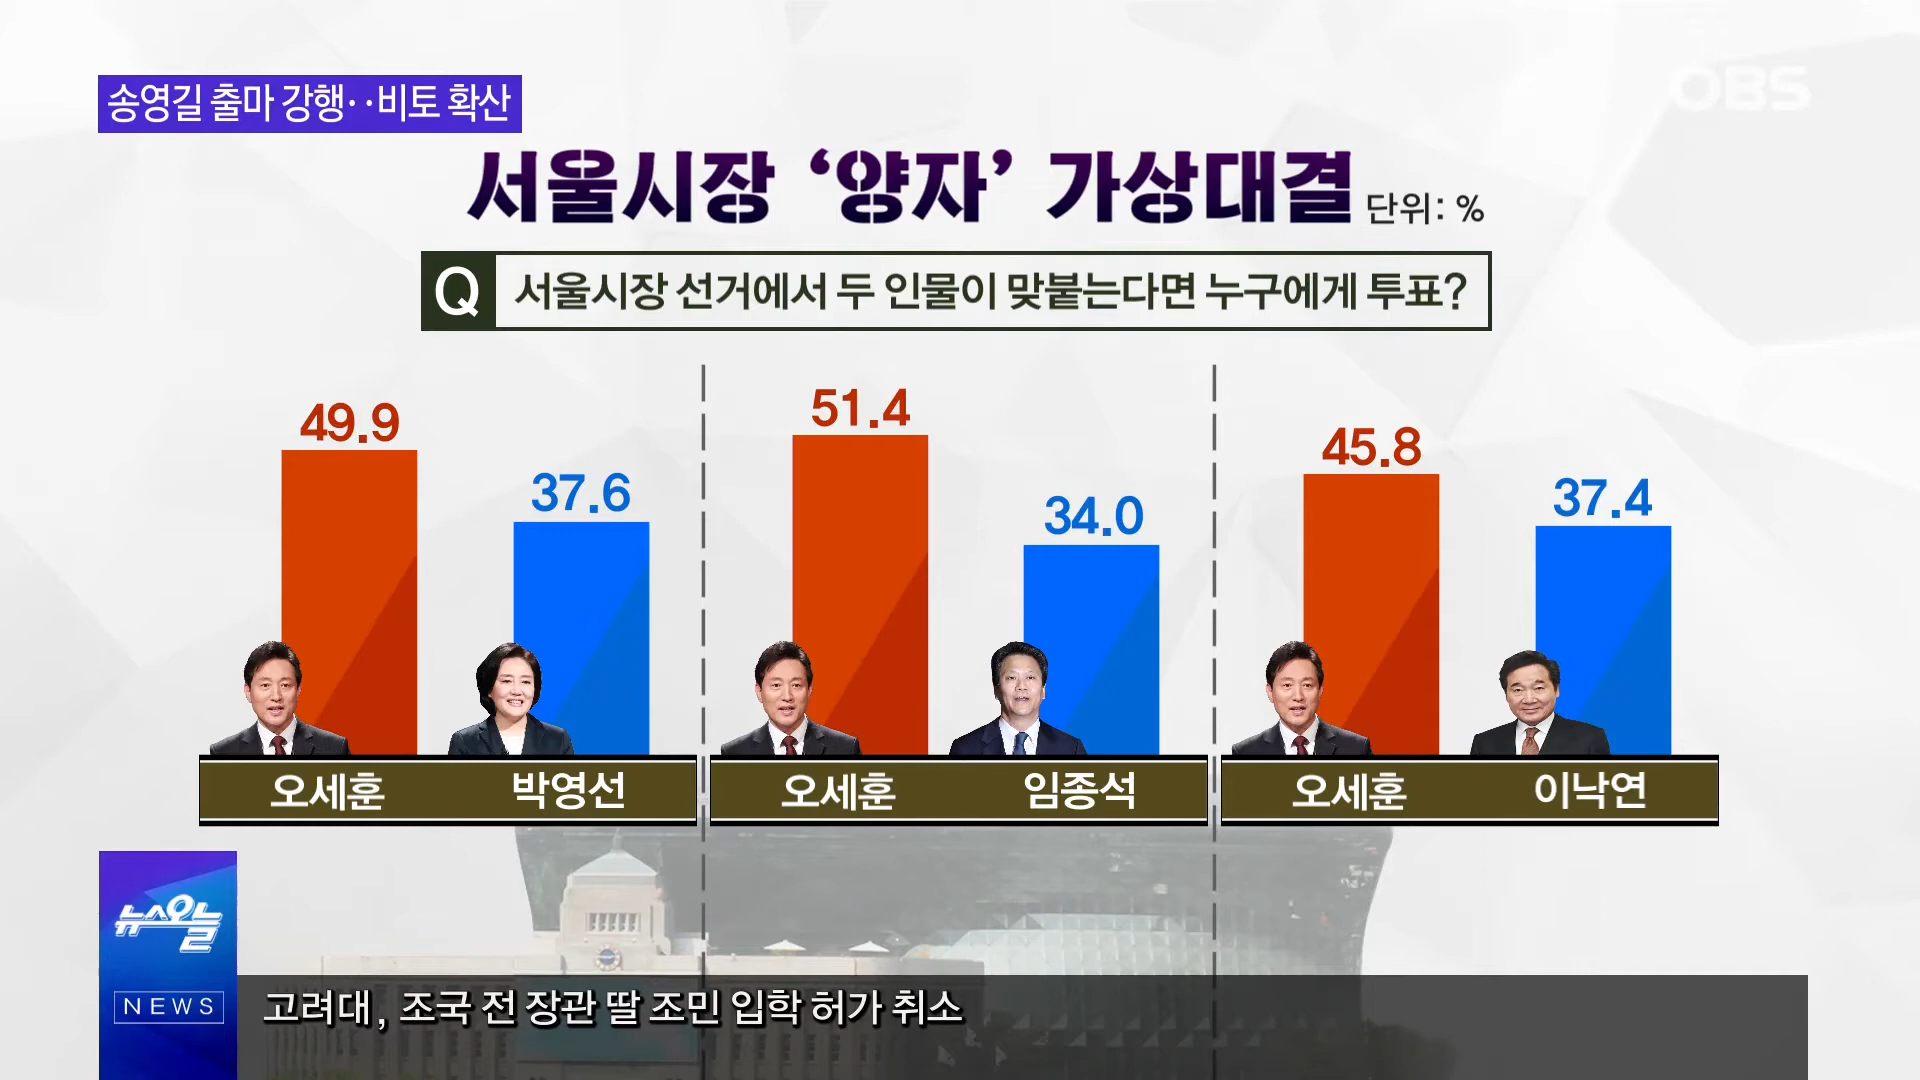 송영길 출마 강행‥비토 확산
OBS
서울시장 ‘양자’ 가상대결 단위: %
Q 서울시장 선거에서 두 인물이 맞붙는다면 누구에게 투표?
49.9 37.6 51.4 34.0 45.8 37.4
오세훈 박영선 오세훈 임종석 오세훈 이낙연
뉴스오늘
NEWS
고려대, 조국 전 장관 딸 조민 입학 허가 취소